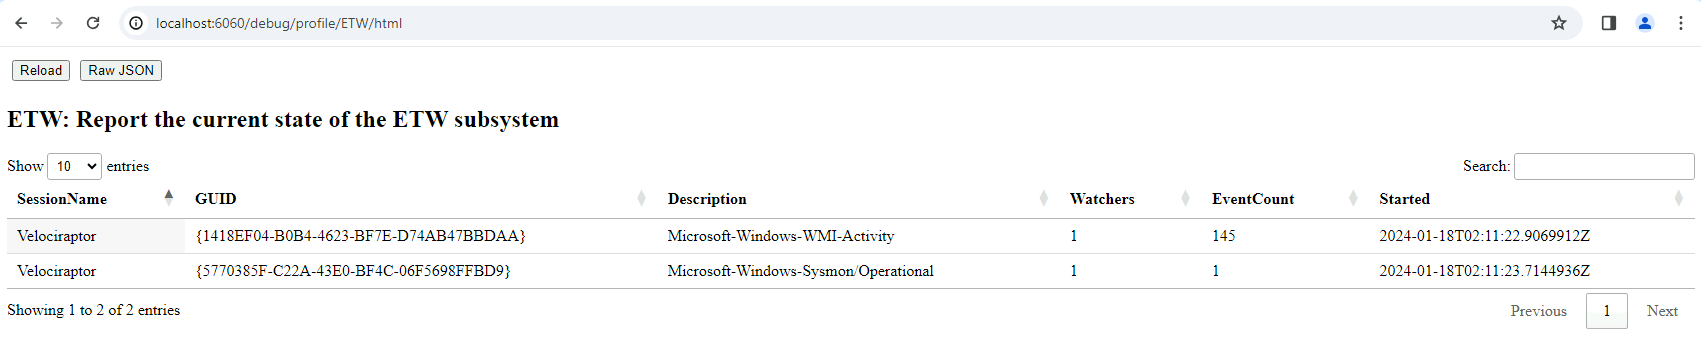 localhost:6060/debug/profile/ETW/html
Reload Raw JSON
ETW: Report the current state of the ETW subsystem
Show 10 entries Search:
SessionName GUID Description Watchers EventCount Started
Velociraptor {1418EF04-B0B4-4623-BF7E-D74AB47BBDAA} Microsoft-Windows-WMI-Activity 1 145 2024-01-18T02:11:22.9069912Z
Velociraptor {5770385F-C22A-43E0-BF4C-06F5698FFBD9} Microsoft-Windows-Sysmon/Operational 1 1 2024-01-18T02:11:23.7144936Z
Showing 1 to 2 of 2 entries Previous 1 Next